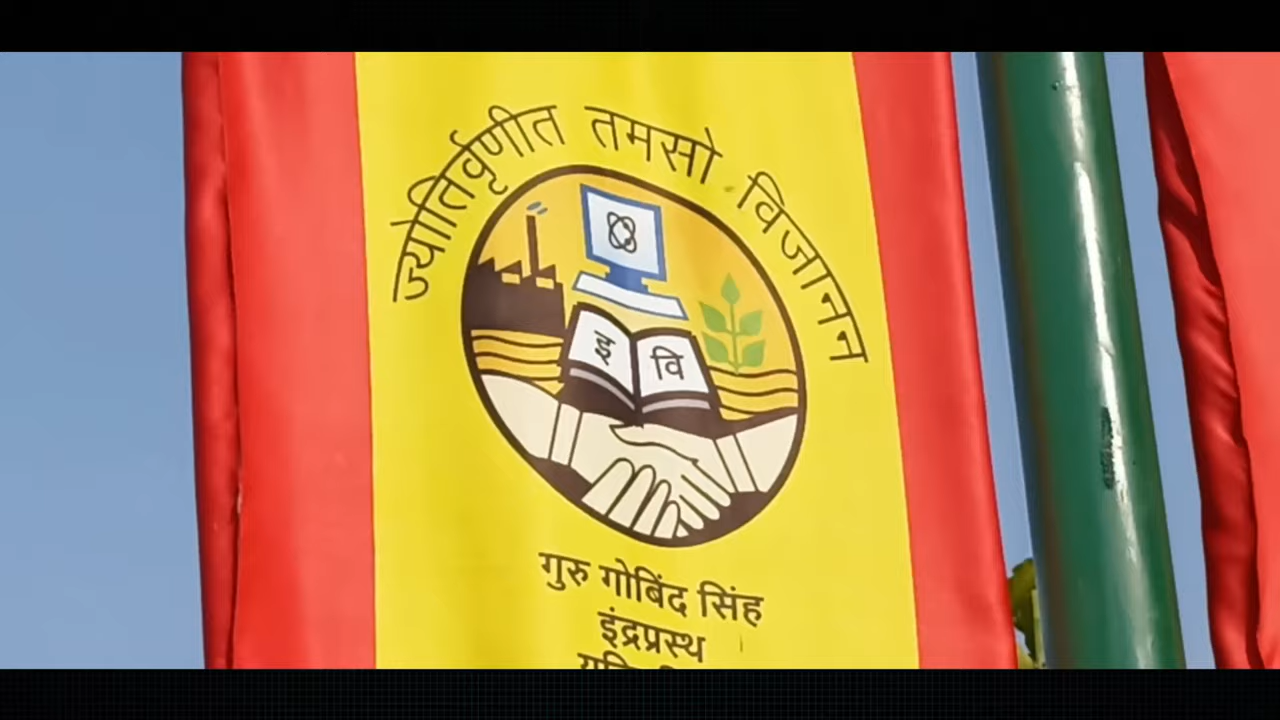 ज्योतिर्वृणीत तमसो विजानन
इ वि
गुरु गोबिंद सिंह
इंद्रप्रस्थ